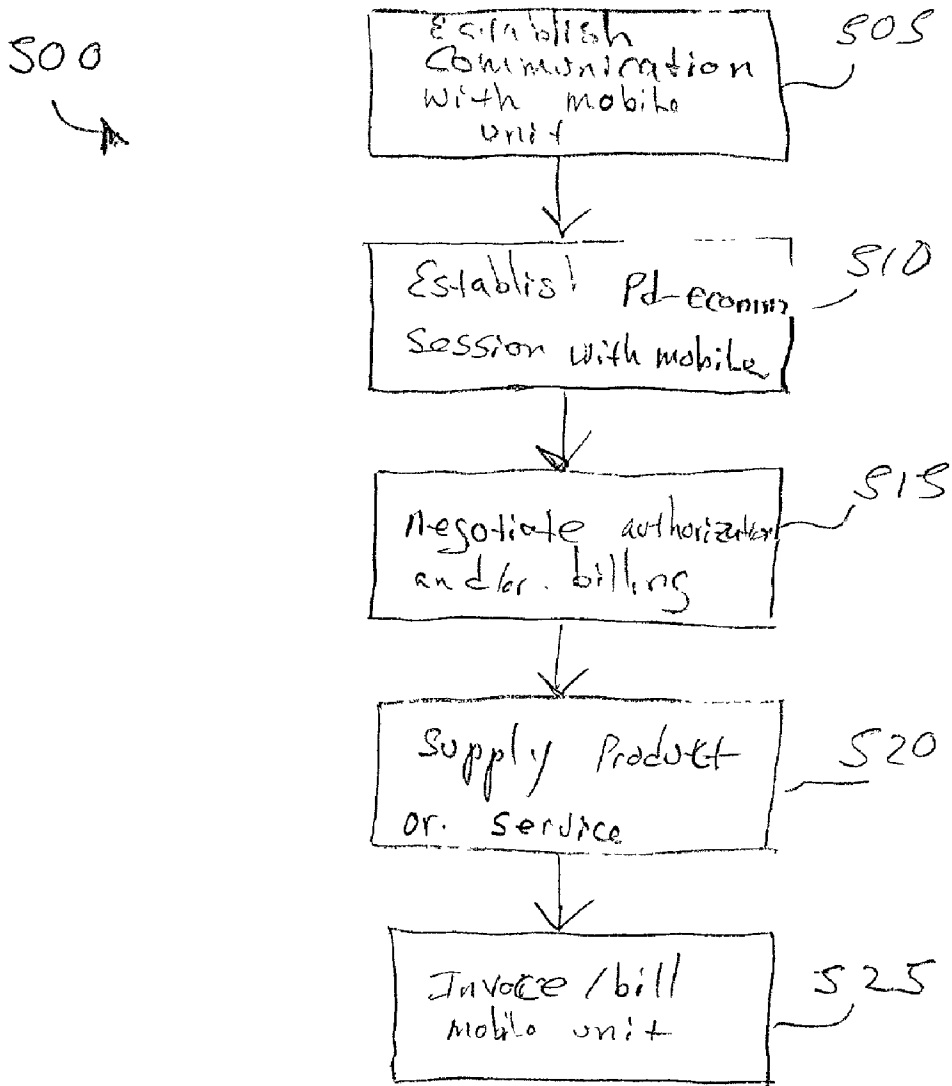 500
Establish
Communication
with mobile
unit
505
Establis Pd-ecomm
Session with mobile
510
Negotiate authorization
and/or. billing
515
Supply Product
or. Service
520
Invoice/bill
Mobile unit
525